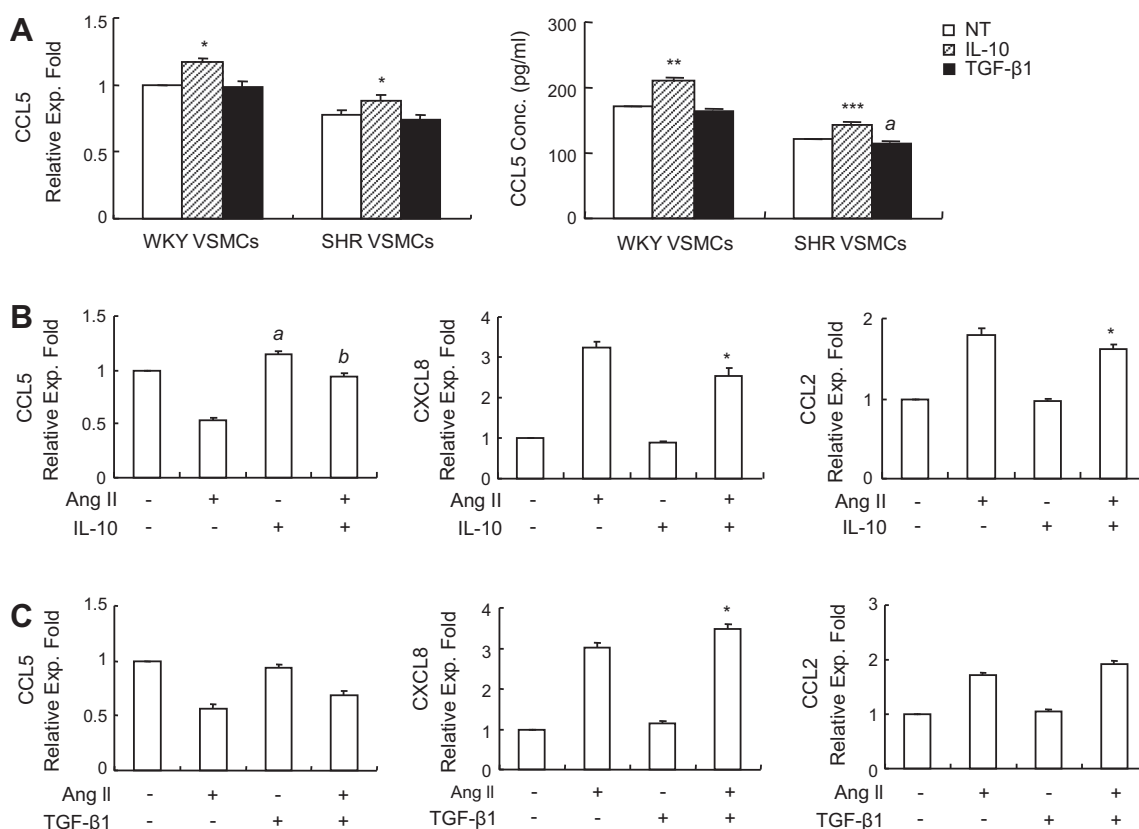 A
CCL5
Relative Exp. Fold
1.5
1
0.5
0
*
*
WKY VSMCs
SHR VSMCs
CCL5 Conc. (pg/ml)
300
200
100
0
**
***
a
WKY VSMCs
SHR VSMCs
NT
IL-10
TGF-β1
B
CCL5
Relative Exp. Fold
1.5
1
0.5
0
a
b
Ang II - + - +
IL-10 - - + +
CXCL8
Relative Exp. Fold
4
3
2
1
0
*
Ang II - + - +
IL-10 - - + +
CCL2
Relative Exp. Fold
2
1
0
*
Ang II - + - +
IL-10 - - + +
C
CCL5
Relative Exp. Fold
1.5
1
0.5
0
Ang II - + - +
TGF-β1 - - + +
CXCL8
Relative Exp. Fold
4
3
2
1
0
*
Ang II - + - +
TGF-β1 - - + +
CCL2
Relative Exp. Fold
3
2
1
0
Ang II - + - +
TGF-β1 - - + +